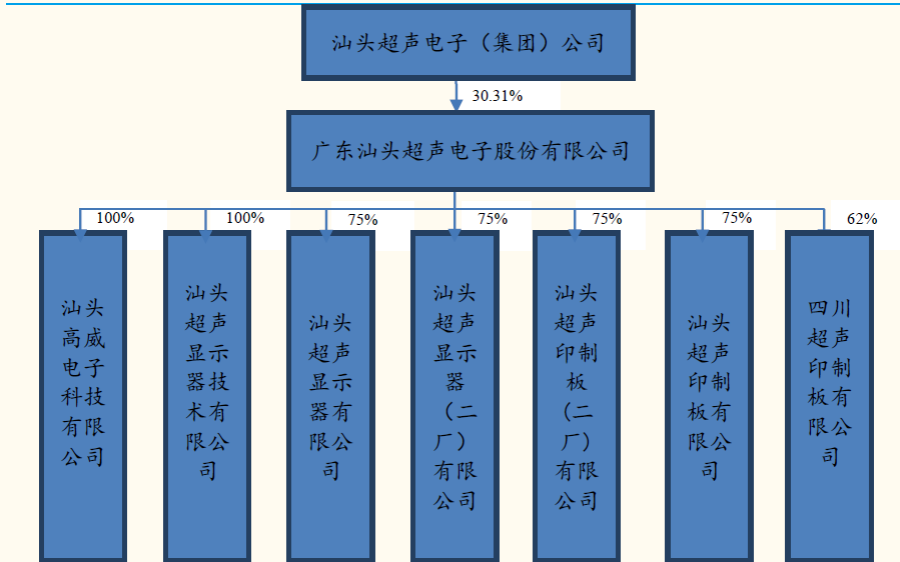 汕头超声电子（集团）公司
30.31%
广东汕头超声电子股份有限公司
100%
100%
75%
75%
75%
75%
62%
汕头
高威
电子
科技
有限
公司
汕头
超声
显示
器技
术有
限公
司
汕头
超声
显示
器有
限公
司
汕头
超声
显示
器
（二
厂）
有限
公司
汕头
超声
印制
板
（二
厂）
有限
公司
汕头
超声
印制
板有
限公
司
四川
超声
印制
板有
限公
司